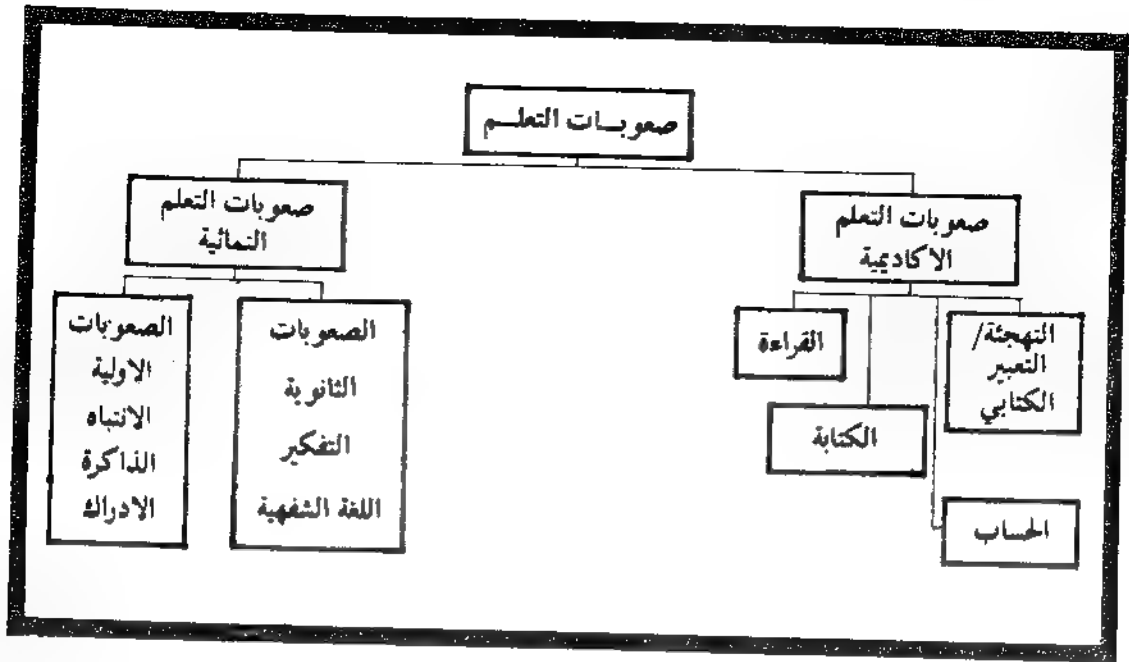 صعوبات التعلم
صعوبات التعلم
الاكاديمية
صعوبات التعلم
النمائية
التهجئة/
التعبير
الكتابي
القراءة
الكتابة
الحساب
الصعوبات
الثانوية
التفكير
اللغة الشفهية
الصعوبات
الاولية
الانتباه
الذاكرة
الادراك